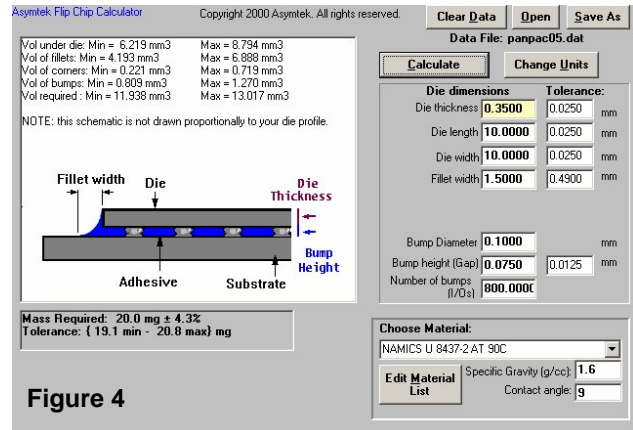 Asymtek Flip Chip Calculator
Copyright 2000 Asymtek. All rights reserved.
Clear Data
Open
Save As
Data File: panpac05.dat
Vol under die: Min = 6.219 mm3 Max = 8.794 mm3
Vol of fillets: Min = 4.193 mm3 Max = 6.888 mm3
Vol of corners: Min = 0.221 mm3 Max = 0.719 mm3
Vol of bumps: Min = 0.809 mm3 Max = 1.270 mm3
Vol required : Min = 11.938 mm3 Max = 13.017 mm3
NOTE: this schematic is not drawn proportionally to your die profile.
Fillet width
Die
Die
Thickness
Bump
Height
Adhesive
Substrate
Mass Required: 20.0 mg ± 4.3%
Tolerance: { 19.1 min - 20.8 max} mg
Figure 4
Calculate
Change Units
Die dimensions Tolerance:
Die thickness 0.3500 0.0250 mm
Die length 10.0000 0.0250 mm
Die width 10.0000 0.0250 mm
Fillet width 1.5000 0.4900 mm
Bump Diameter 0.1000 mm
Bump height (Gap) 0.0750 0.0125 mm
Number of bumps
(I/Os) 800.000(
Choose Material:
NAMICS U 8437-2 AT 90C
Edit Material
List
Specific Gravity (g/cc): 1.6
Contact angle: 9